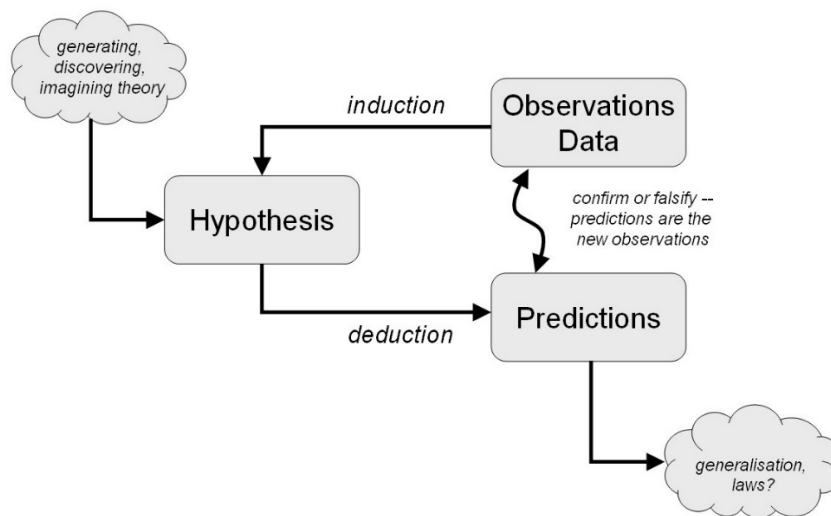 generating,
discovering,
imagining theory
induction
Observations
Data
Hypothesis
confirm or falsify --
predictions are the
new observations
deduction
Predictions
generalisation,
laws?